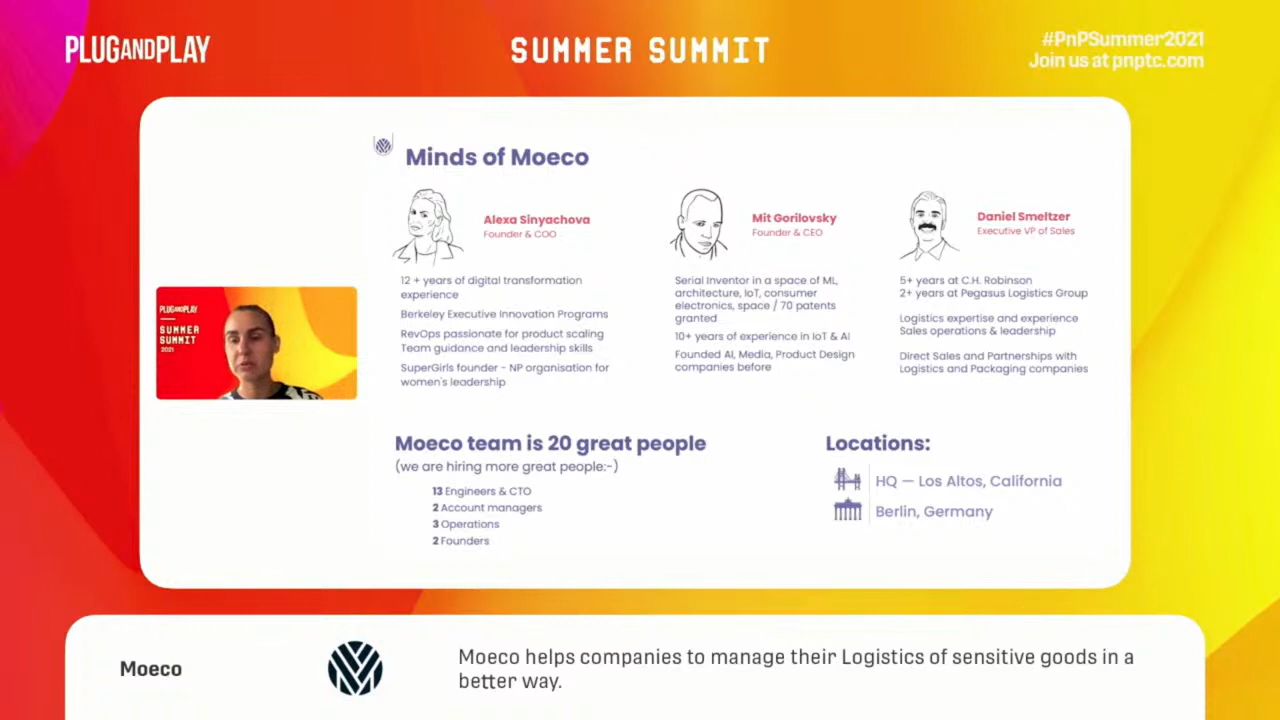 PLUGANDPLAY
SUMMER SUMMIT
#PnPSummer2021
Join us at pnptc.com
Minds of Moeco
Alexa Sinyachova
Founder & COO
12 + years of digital transformation
experience
Berkeley Executive Innovation Programs
RevOps passionate for product scaling
Team guidance and leadership skills
SuperGirls founder - NP organisation for
women's leadership
Mit Gorilovsky
Founder & CEO
Serial Inventor in a space of ML,
architecture, IoT, consumer
electronics, space / 70 patents
granted
10+ years of experience in IoT & AI
Founded AI, Media, Product Design
companies before
Daniel Smeltzer
Executive VP of Sales
5+ years at C.H. Robinson
2+ years at Pegasus Logistics Group
Logistics expertise and experience
Sales operations & leadership
Direct Sales and Partnerships with
Logistics and Packaging companies
PLUGANDPLAY
SUMMER
SUMMIT
2021
Moeco team is 20 great people
(we are hiring more great people:-)
13 Engineers & CTO
2 Account managers
3 Operations
2 Founders
Locations:
HQ — Los Altos, California
Berlin, Germany
Moeco
Moeco helps companies to manage their Logistics of sensitive goods in a
better way.